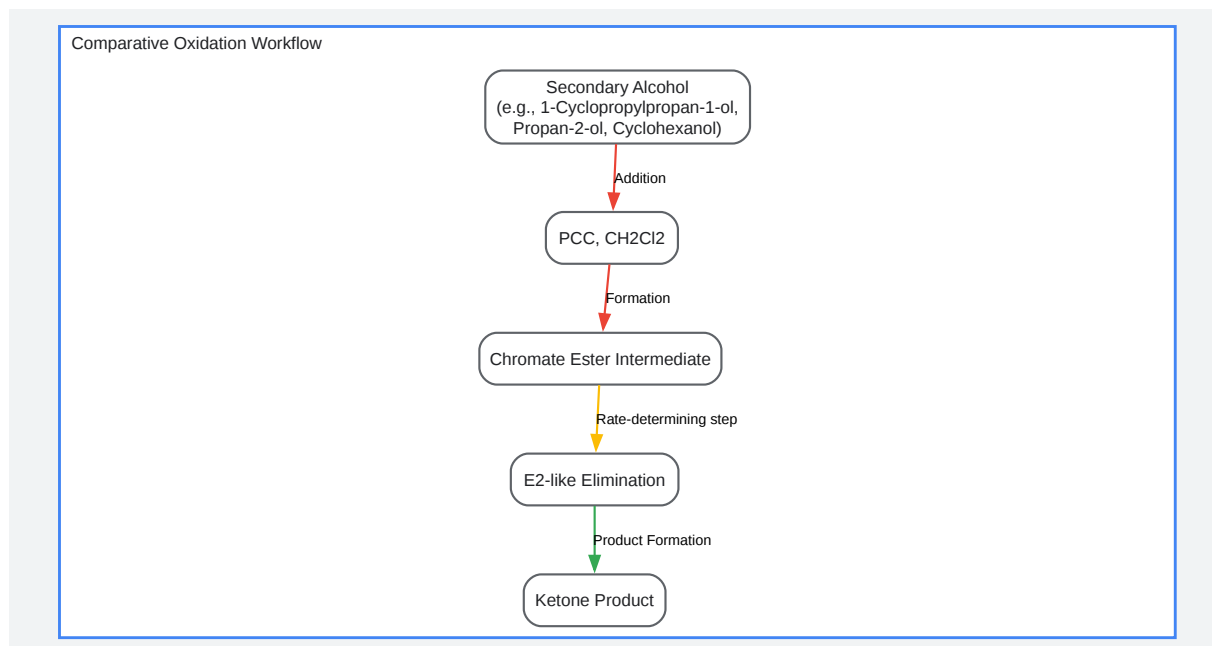 Comparative Oxidation Workflow
Secondary Alcohol
(e.g., 1-Cyclopropylpropan-1-ol,
Propan-2-ol, Cyclohexanol)
Addition
PCC, CH2Cl2
Formation
Chromate Ester Intermediate
Rate-determining step
E2-like Elimination
Product Formation
Ketone Product